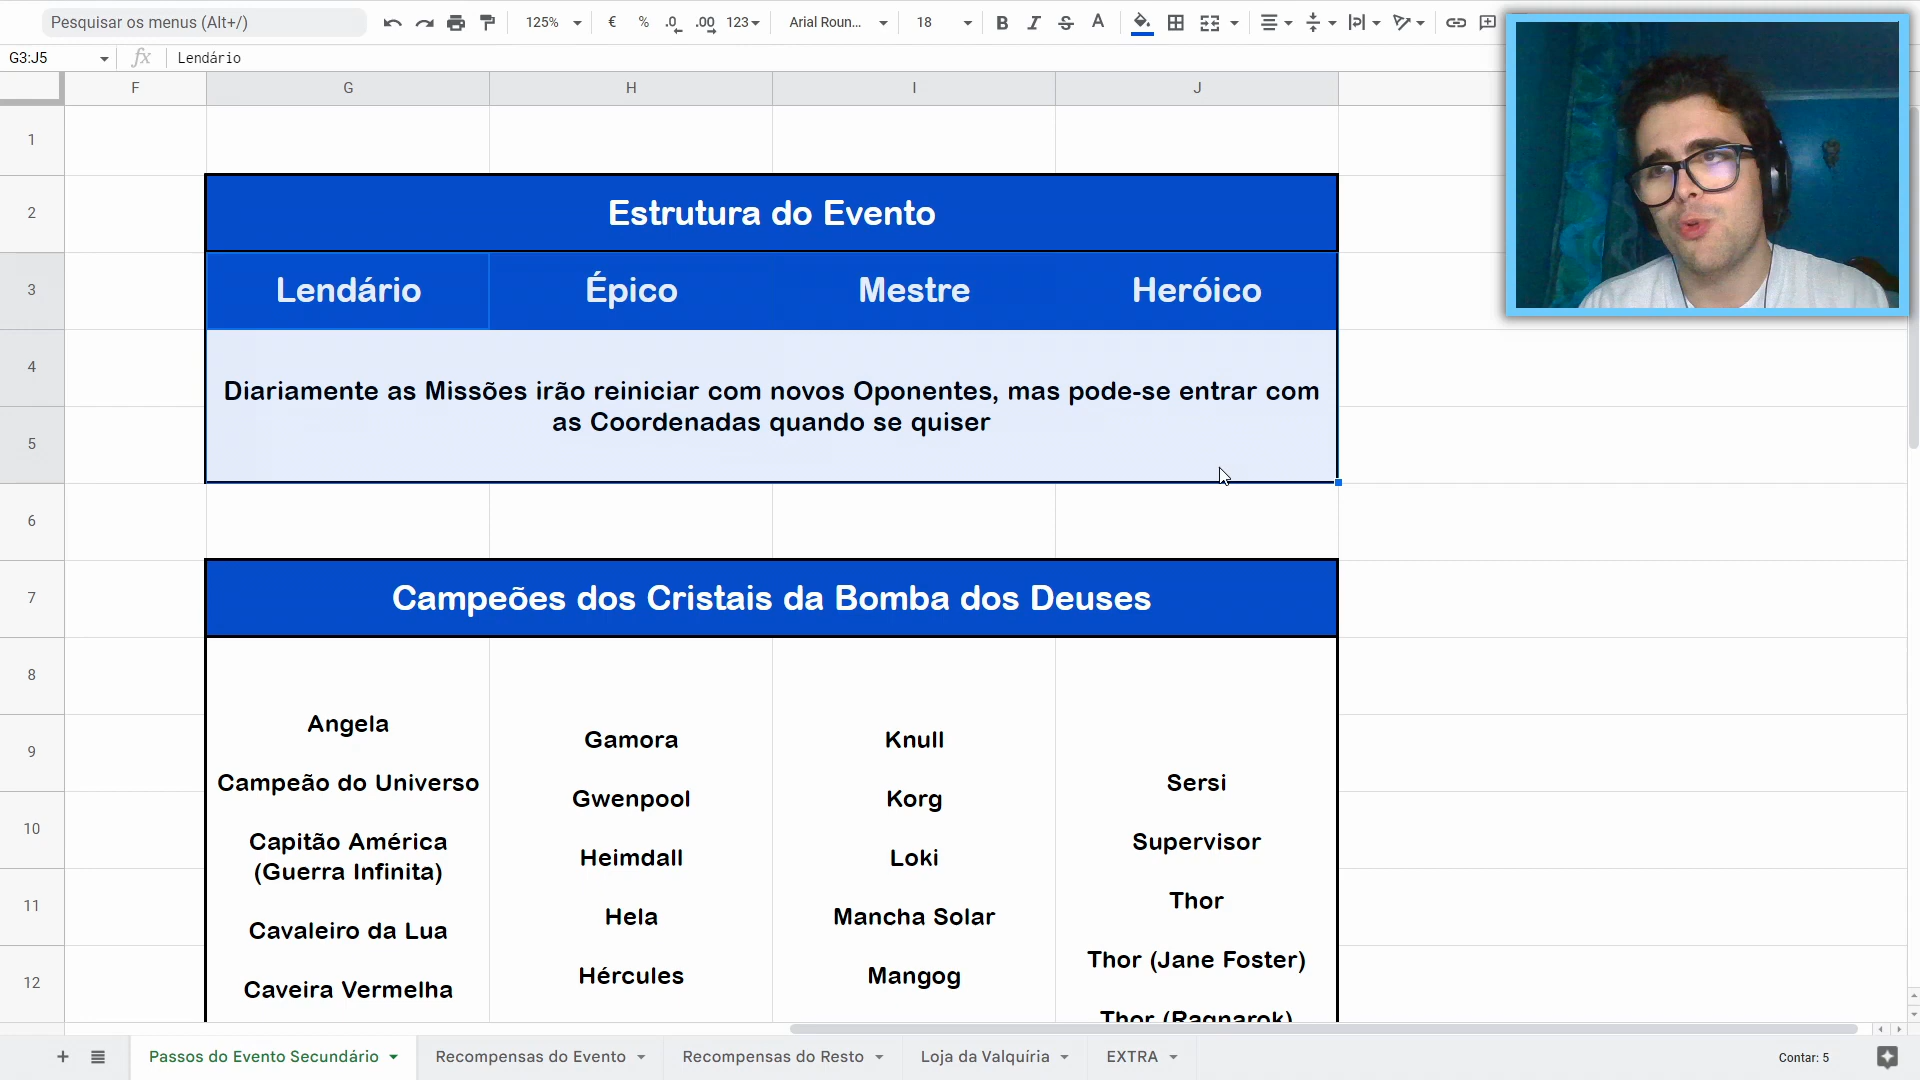 Pesquisar os menus (Alt+/)
125%
€
%
.0
.00
123
Arial Roun...
18
B
I
S
A
G3:J5
fx
Lendário
F
G
H
I
J
1
2
3
4
5
6
7
8
9
10
11
12
Estrutura do Evento
Lendário
Épico
Mestre
Heróico
Diariamente as Missões irão reiniciar com novos Oponentes, mas pode-se entrar com
as Coordenadas quando se quiser
Campeões dos Cristais da Bomba dos Deuses
Angela
Campeão do Universo
Capitão América
(Guerra Infinita)
Cavaleiro da Lua
Caveira Vermelha
Gamora
Gwenpool
Heimdall
Hela
Hércules
Knull
Korg
Loki
Mancha Solar
Mangog
Sersi
Supervisor
Thor
Thor (Jane Foster)
Thor (Ragnarok)
Passos do Evento Secundário
Recompensas do Evento
Recompensas do Resto
Loja da Valquíria
EXTRA
Contar: 5